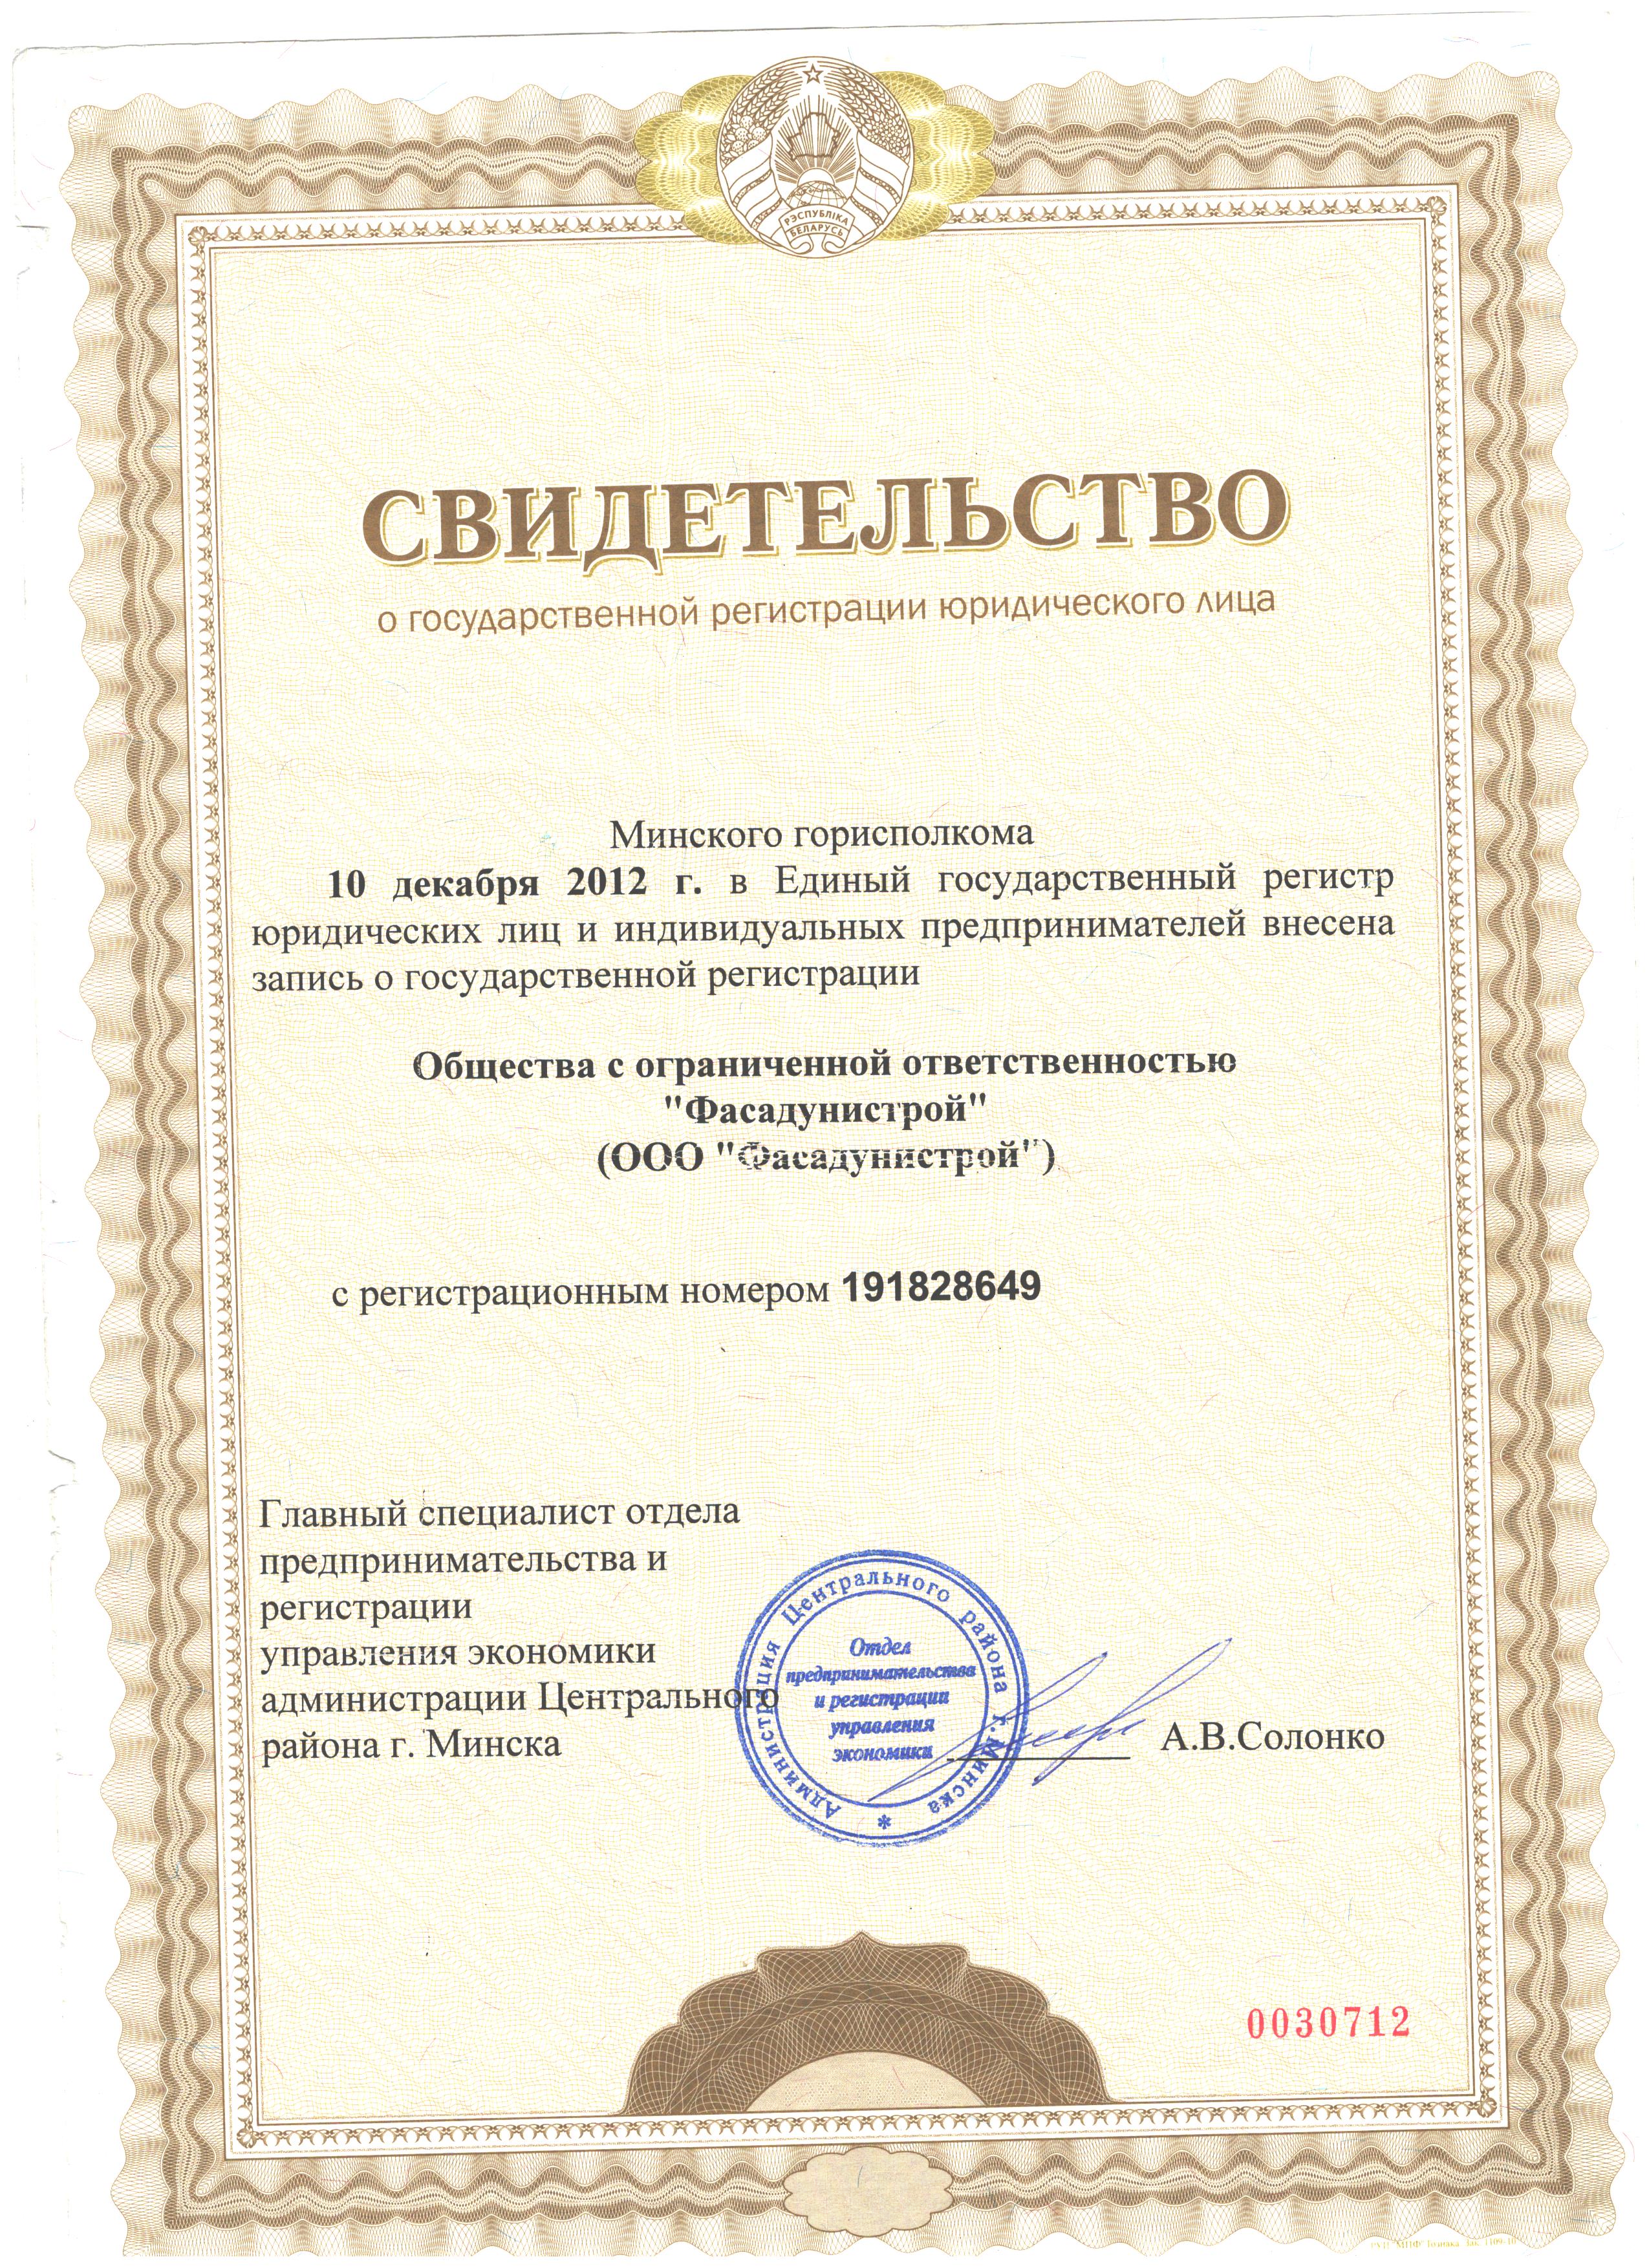 РЭСПУБЛІКА
БЕЛАРУСЬ
СВИДЕТЕЛЬСТВО
о государственной регистрации юридического лица
Минского горисполкома
10 декабря 2012 г. в Единый государственный регистр
юридических лиц и индивидуальных предпринимателей внесена
запись о государственной регистрации
Общества с ограниченной ответственностью
"Фасадунистрой"
(ООО "Фасадунистрой")
с регистрационным номером 191828649
Главный специалист отдела
предпринимательства и
регистрации
управления экономики
администрации Центрального
района г. Минска
А.В.Солонко
Администрация Центрального района г.Минска *
Отдел
предпринимательства
и регистрации
управления
экономики
0030712